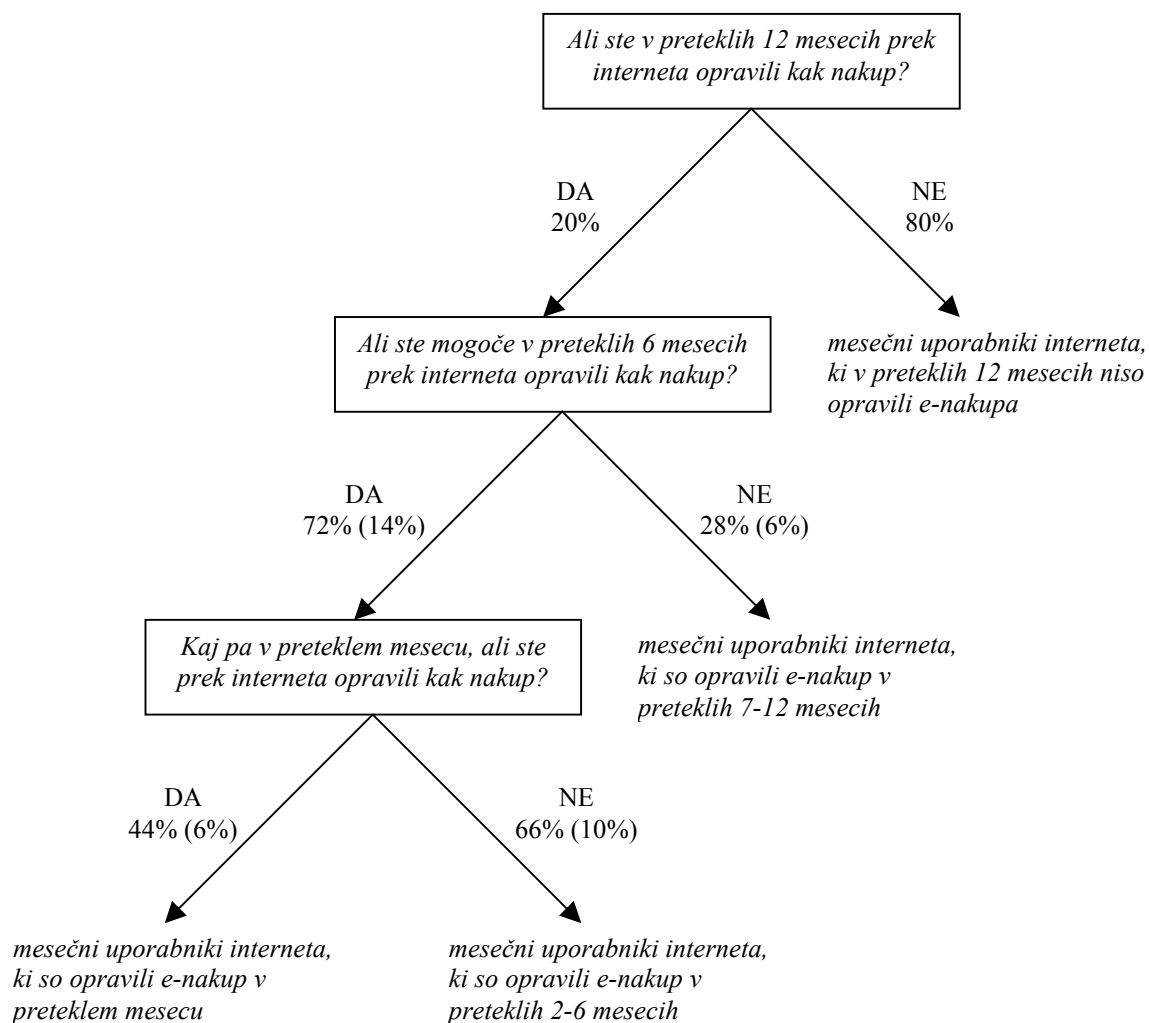 Ali ste v preteklih 12 mesecih prek
interneta opravili kak nakup?
DA
20%
NE
80%
Ali ste mogoče v preteklih 6 mesecih
prek interneta opravili kak nakup?
mesečni uporabniki interneta,
ki v preteklih 12 mesecih niso
opravili e-nakupa
DA
72% (14%)
NE
28% (6%)
Kaj pa v preteklem mesecu, ali ste
prek interneta opravili kak nakup?
mesečni uporabniki interneta,
ki so opravili e-nakup v
preteklih 7-12 mesecih
DA
44% (6%)
NE
66% (10%)
mesečni uporabniki interneta,
ki so opravili e-nakup v
preteklem mesecu
mesečni uporabniki interneta,
ki so opravili e-nakup v
preteklih 2-6 mesecih